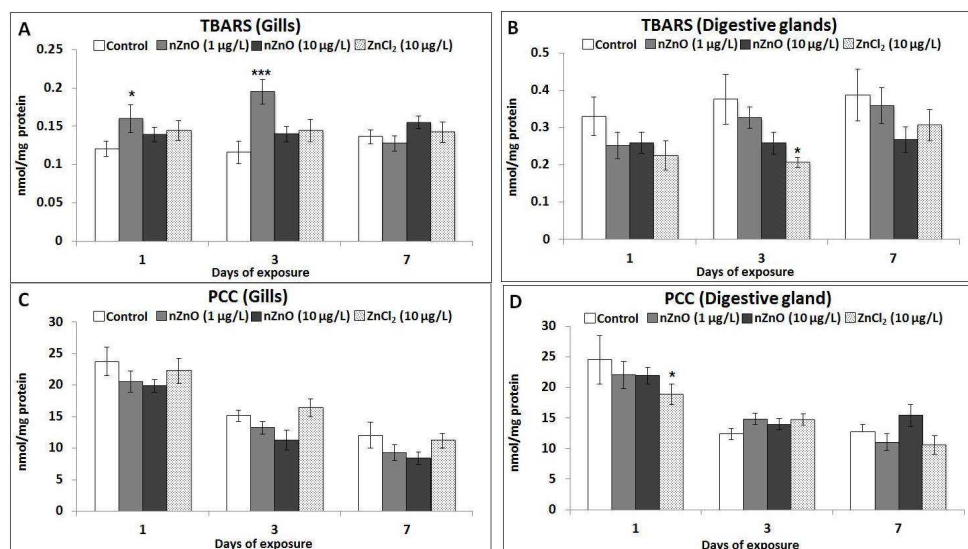 A
TBARS (Gills)
Control nZnO (1 µg/L) nZnO (10 µg/L) ZnCl₂ (10 µg/L)
0.25
0.2
0.15
0.1
0.05
0
nmol/mg protein
*
***
1 3 7
Days of exposure
B
TBARS (Digestive glands)
Control nZnO (1 µg/L) nZnO (10 µg/L) ZnCl₂ (10 µg/L)
0.5
0.4
0.3
0.2
0.1
0
nmol/mg protein
*
1 3 7
Days of exposure
C
PCC (Gills)
Control nZnO (1 µg/L) nZnO (10 µg/L) ZnCl₂ (10 µg/L)
30
25
20
15
10
5
0
nmol/mg protein
1 3 7
Days of exposure
D
PCC (Digestive gland)
Control nZnO (1 µg/L) nZnO (10 µg/L) ZnCl₂ (10 µg/L)
30
25
20
15
10
5
0
nmol/mg protein
*
1 3 7
Days of exposure